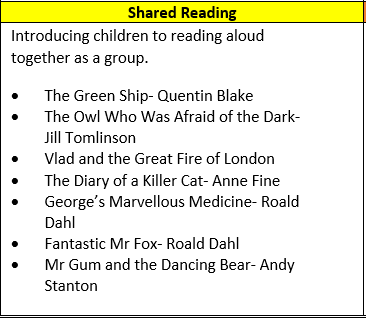 Shared Reading
Introducing children to reading aloud
together as a group.
• The Green Ship- Quentin Blake
• The Owl Who Was Afraid of the Dark-
Jill Tomlinson
• Vlad and the Great Fire of London
• The Diary of a Killer Cat- Anne Fine
• George’s Marvellous Medicine- Roald
Dahl
• Fantastic Mr Fox- Roald Dahl
• Mr Gum and the Dancing Bear- Andy
Stanton